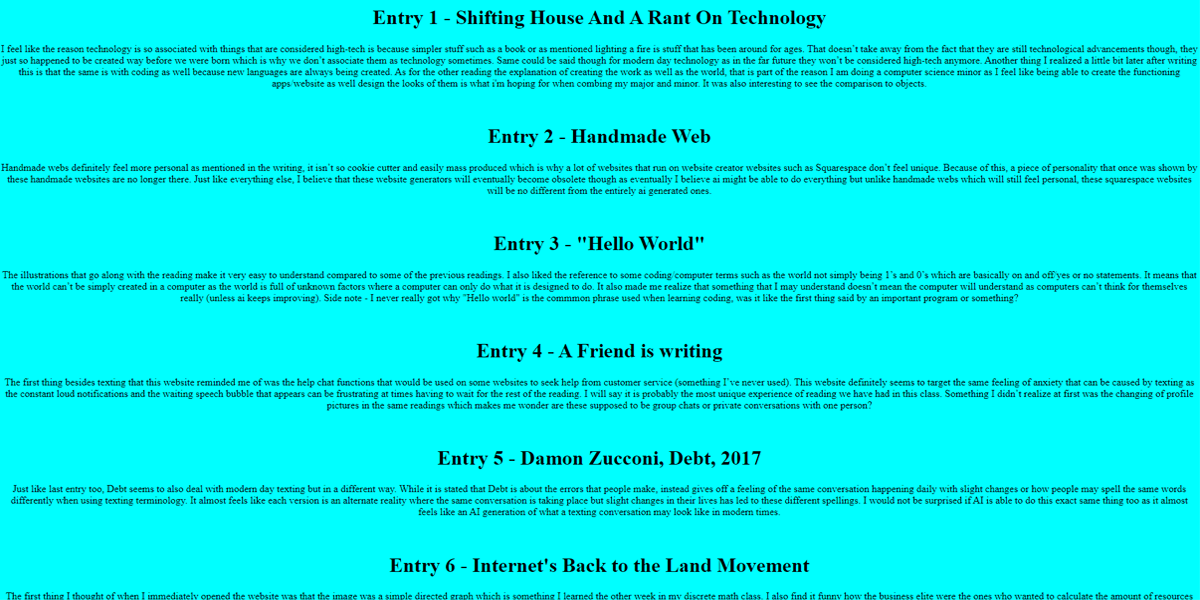 Entry 1 - Shifting House And A Rant On Technology
I feel like the reason technology is so associated with things that are considered high-tech is because simpler stuff such as a book or as mentioned lighting a fire is stuff that has been around for ages. That doesn't take away from the fact that they are still technological advancements though, they
just so happened to be created way before we were born which is why we don't associate them as technology sometimes. Same could be said though for modern day technology as in the far future they won't be considered high-tech anymore. Another thing I realized a little bit later after writing
this is that the same is with coding as well because new languages are always being created. As for the other reading the explanation of creating the work as well as the world, that is part of the reason I am doing a computer science minor as I feel like being able to create the functioning
apps/website as well design the looks of them is what i'm hoping for when combing my major and minor. It was also interesting to see the comparison to objects.
Entry 2 - Handmade Web
Handmade webs definitely feel more personal as mentioned in the writing, it isn't so cookie cutter and easily mass produced which is why a lot of websites that run on website creator websites such as Squarespace don't feel unique. Because of this, a piece of personality that once was shown by
these handmade websites are no longer there. Just like everything else, I believe that these website generators will eventually become obsolete though as eventually I believe ai might be able to do everything but unlike handmade webs which will still feel personal, these squarespace websites
will be no different from the entirely ai generated ones.
Entry 3 - "Hello World"
The illustrations that go along with the reading make it very easy to understand compared to some of the previous readings. I also liked the reference to some coding/computer terms such as the world not simply being 1's and 0's which are basically on and off/yes or no statements. It means that
the world can't be simply created in a computer as the world is full of unknown factors where a computer can only do what it is designed to do. It also made me realize that something that I may understand doesn't mean the computer will understand as computers can't think for themselves
really (unless ai keeps improving). Side note - I never really got why "Hello world" is the commmon phrase used when learning coding, was it like the first thing said by an important program or something?
Entry 4 - A Friend is writing
The first thing besides texting that this website reminded me of was the help chat functions that would be used on some websites to seek help from customer service (something I've never used). This website definitely seems to target the same feeling of anxiety that can be caused by texting as
the constant loud notifications and the waiting speech bubble that appears can be frustrating at times having to wait for the rest of the reading. I will say it is probably the most unique experience of reading we have had in this class. Something I didn't realize at first was the changing of profile
pictures in the same readings which makes me wonder are these supposed to be group chats or private conversations with one person?
Entry 5 - Damon Zucconi, Debt, 2017
Just like last entry too, Debt seems to also deal with modern day texting but in a different way. While it is stated that Debt is about the errors that people make, instead gives off a feeling of the same conversation happening daily with slight changes or how people may spell the same words
differently when using texting terminology. It almost feels like each version is an alternate reality where the same conversation is taking place but slight changes in their lives has led to these different spellings. I would not be surprised if AI is able to do this exact same thing too as it almost
feels like an AI generation of what a texting conversation may look like in modern times.
Entry 6 - Internet's Back to the Land Movement
The first thing I thought of when I immediately opened the website was that the image was a simple directed graph which is something I learned the other week in my discrete math class. I also find it funny how the business elite were the ones who wanted to calculate the amount of resources